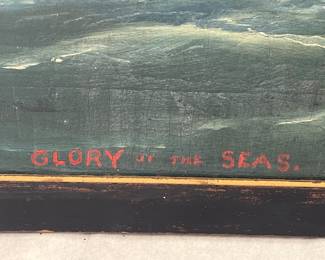 GLORY OF THE SEAS.